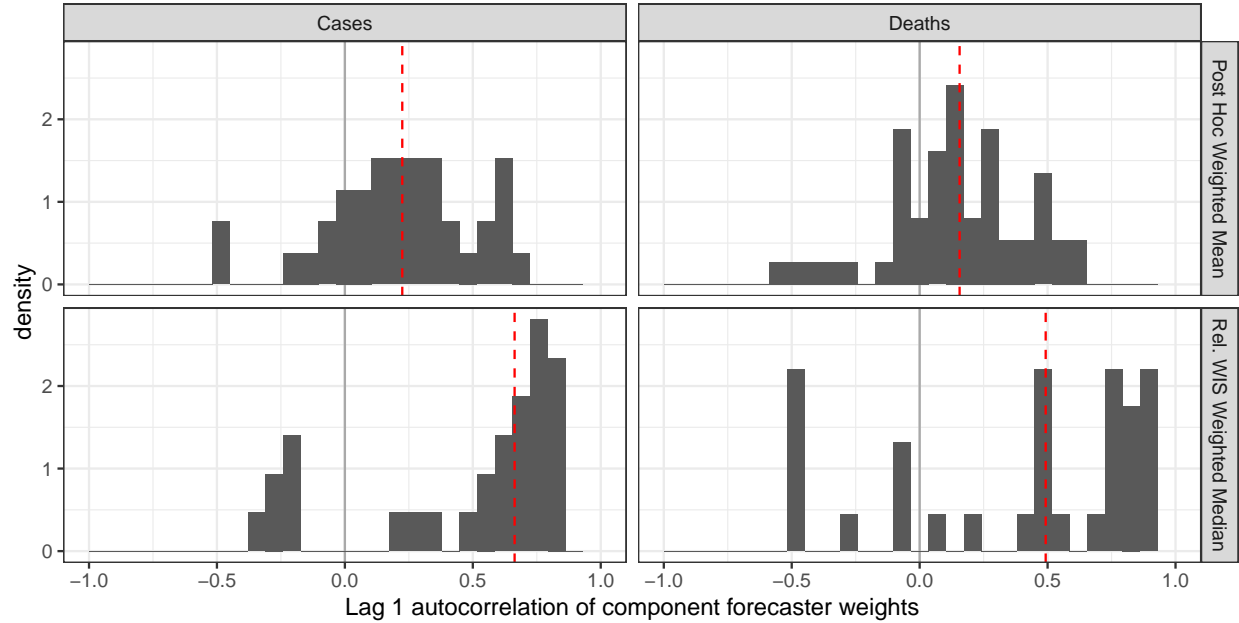 Cases
Deaths
Post Hoc Weighted Mean
Rel. WIS Weighted Median
density
2
1
0
2
1
0
−1.0
−0.5
0.0
0.5
1.0
−1.0
−0.5
0.0
0.5
1.0
Lag 1 autocorrelation of component forecaster weights